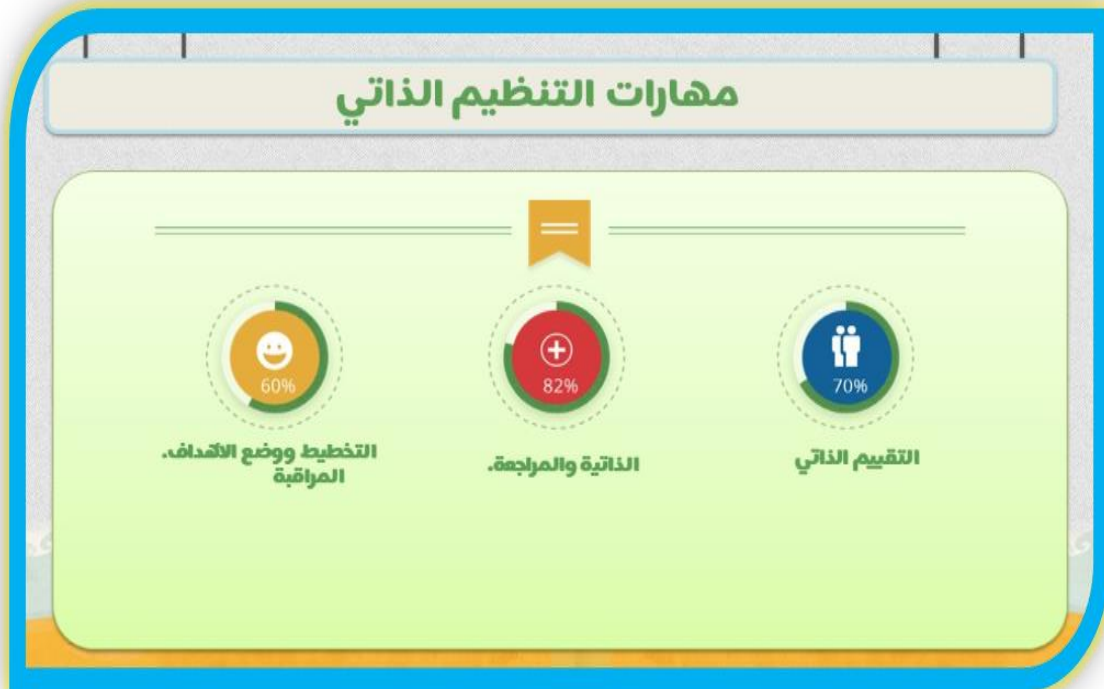 مهارات التنظيم الذاتي
70%
التقييم الذاتي
82%
الذاتية والمراجعة.
60%
التخطيط ووضع الأهداف.
المراقبة